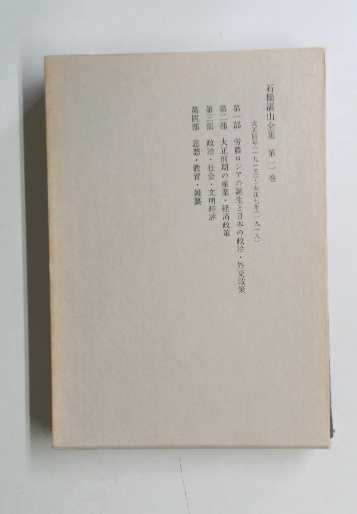 石橋湛山全集 第二巻
大正四年(一九一五)～大正七年(一九一八)
第一部 労農ロシアの誕生と日本の政治・外交政策
第二部 大正前期の産業・経済政策
第三部 政治・社会・文明時評
第四部 思想・教育・雑纂